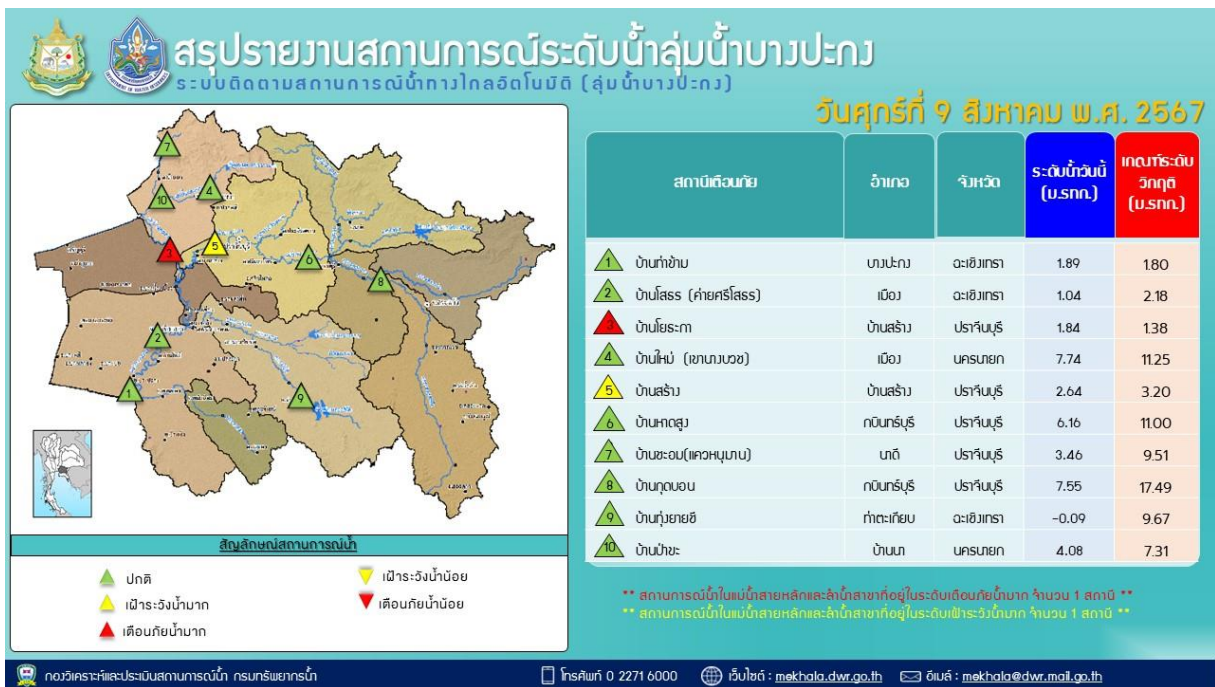 สรุปรายงานสถานการณ์ระดับน้ำลุ่มน้ำบางปะกง
ระบบติดตามสถานการณ์น้ำทางไกลอัตโนมัติ (ลุ่มน้ำบางปะกง)
วันศุกร์ที่ 9 สิงหาคม พ.ศ. 2567
7
4
10
3
5
6
8
2
1
9
สัญลักษณ์สถานการณ์น้ำ
ปกติ
เฝ้าระวังน้ำน้อย
เฝ้าระวังน้ำมาก
เตือนภัยน้ำน้อย
เตือนภัยน้ำมาก
สถานีเตือนภัย อำเภอ จังหวัด ระดับน้ำวันนี้ (ม.รทก.) เกณฑ์ระดับวิกฤติ (ม.รทก.)
1 บ้านท่าข้าม บางปะกง ฉะเชิงเทรา 1.89 1.80
2 บ้านโสธร (ค่ายศรีโสธร) เมือง ฉะเชิงเทรา 1.04 2.18
3 บ้านโยธะกา บ้านสร้าง ปราจีนบุรี 1.84 1.38
4 บ้านใหม่ (เขานางบวช) เมือง นครนายก 7.74 11.25
5 บ้านสร้าง บ้านสร้าง ปราจีนบุรี 2.64 3.20
6 บ้านหาดสูง กบินทร์บุรี ปราจีนบุรี 6.16 11.00
7 บ้านซะอม(แควหนุมาน) นาดี ปราจีนบุรี 3.46 9.51
8 บ้านกุดบอน กบินทร์บุรี ปราจีนบุรี 7.55 17.49
9 บ้านทุ่งยายชี ท่าตะเกียบ ฉะเชิงเทรา -0.09 9.67
10 บ้านป่าขะ บ้านนา นครนายก 4.08 7.31
** สถานการณ์น้ำในแม่น้ำสายหลักและลำน้ำสาขาที่อยู่ในระดับเตือนภัยน้ำมาก จำนวน 1 สถานี **
** สถานการณ์น้ำในแม่น้ำสายหลักและลำน้ำสาขาที่อยู่ในระดับเฝ้าระวังน้ำมาก จำนวน 1 สถานี **
กองวิเคราะห์และประเมินสถานการณ์น้ำ กรมทรัพยากรน้ำ
โทรศัพท์ 0 2271 6000
เว็บไซต์ : mekhala.dwr.go.th
อีเมล์ : mekhala@dwr.mail.go.th